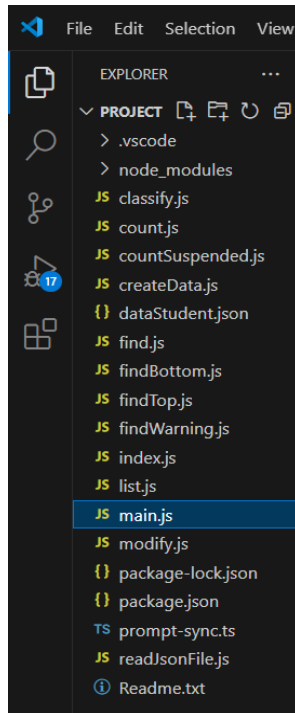 File Edit Selection View
EXPLORER ...
PROJECT
.vscode
node_modules
JS classify.js
JS count.js
JS countSuspended.js
JS createData.js
{} dataStudent.json
JS find.js
JS findBottom.js
JS findTop.js
JS findWarning.js
JS index.js
JS list.js
JS main.js
JS modify.js
{} package-lock.json
{} package.json
TS prompt-sync.ts
JS readJsonFile.js
Readme.txt
17